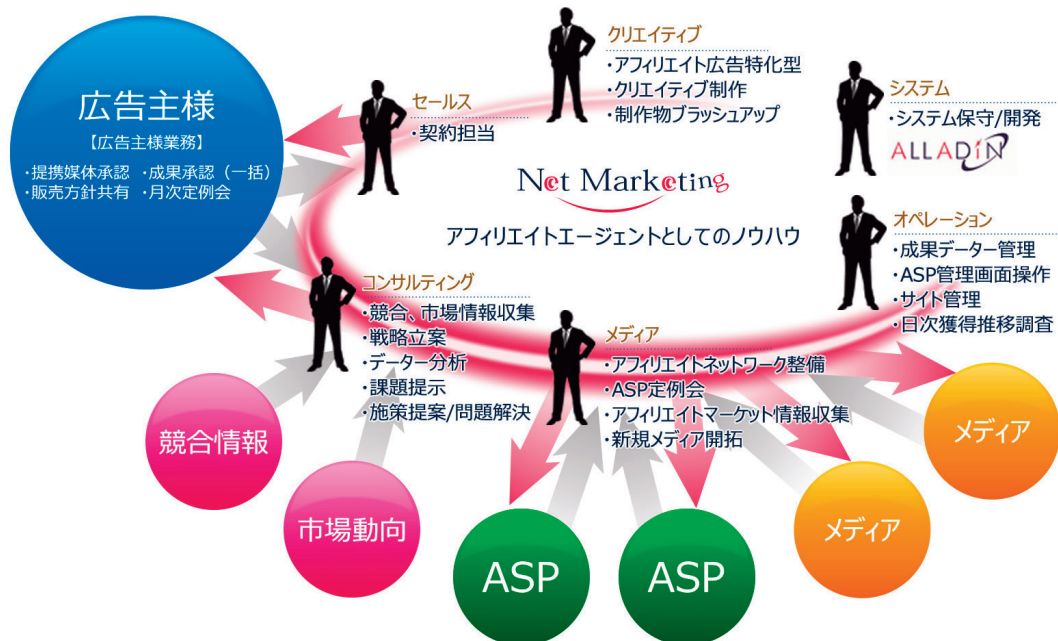 広告主様
【広告主様業務】
・提携媒体承認 ・成果承認（一括）
・販売方針共有 ・月次定例会
セールス
・契約担当
クリエイティブ
・アフィリエイト広告特化型
・クリエイティブ制作
・制作物ブラッシュアップ
システム
・システム保守/開発
ALLADiN
Net Marketing
アフィリエイトエージェントとしてのノウハウ
オペレーション
・成果データー管理
・ASP管理画面操作
・サイト管理
・日次獲得推移調査
コンサルティング
・競合、市場情報収集
・戦略立案
・データー分析
・課題提示
・施策提案/問題解決
メディア
・アフィリエイトネットワーク整備
・ASP定例会
・アフィリエイトマーケット情報収集
・新規メディア開拓
競合情報
市場動向
ASP
ASP
メディア
メディア